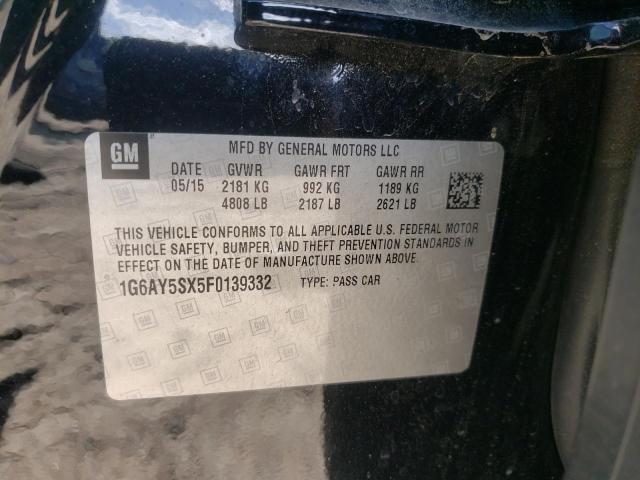 GM
MFD BY GENERAL MOTORS LLC
DATE GVWR GAWR FRT GAWR RR
05/15 2181 KG 992 KG 1189 KG
4808 LB 2187 LB 2621 LB
THIS VEHICLE CONFORMS TO ALL APPLICABLE U.S. FEDERAL MOTOR
VEHICLE SAFETY, BUMPER, AND THEFT PREVENTION STANDARDS IN
EFFECT ON THE DATE OF MANUFACTURE SHOWN ABOVE.
1G6AY5SX5F0139332 TYPE: PASS CAR